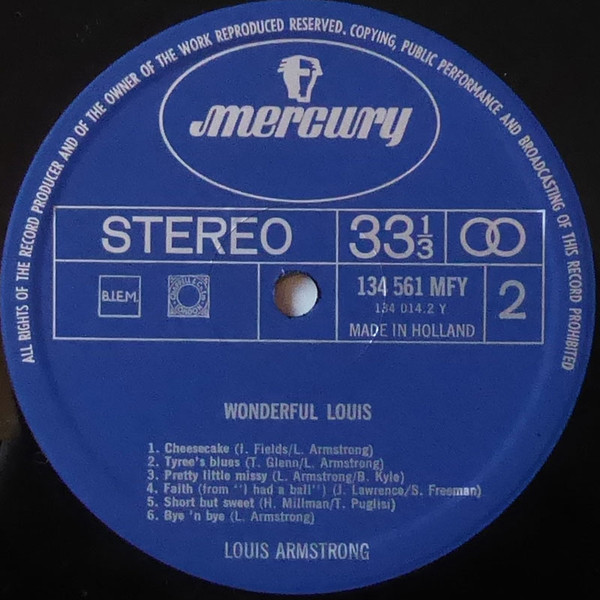 ALL RIGHTS OF THE RECORD PRODUCER AND OF THE OWNER OF THE WORK REPRODUCED RESERVED. COPYING, PUBLIC PERFORMANCE AND BROADCASTING OF THIS RECORD PROHIBITED
mercury
STEREO 33 1/3
B.I.E.M. 134 561 MFY 2
134 014.2 Y
MADE IN HOLLAND
WONDERFUL LOUIS
1. Cheesecake (I. Fields/L. Armstrong)
2. Tyree's blues (T. Glenn/L. Armstrong)
3. Pretty little missy (L. Armstrong/B. Kyle)
4. Faith (from "I had a ball") (J. Lawrence/S. Freeman)
5. Short but sweet (H. Millman/T. Puglisi)
6. Bye 'n bye (L. Armstrong)
LOUIS ARMSTRONG